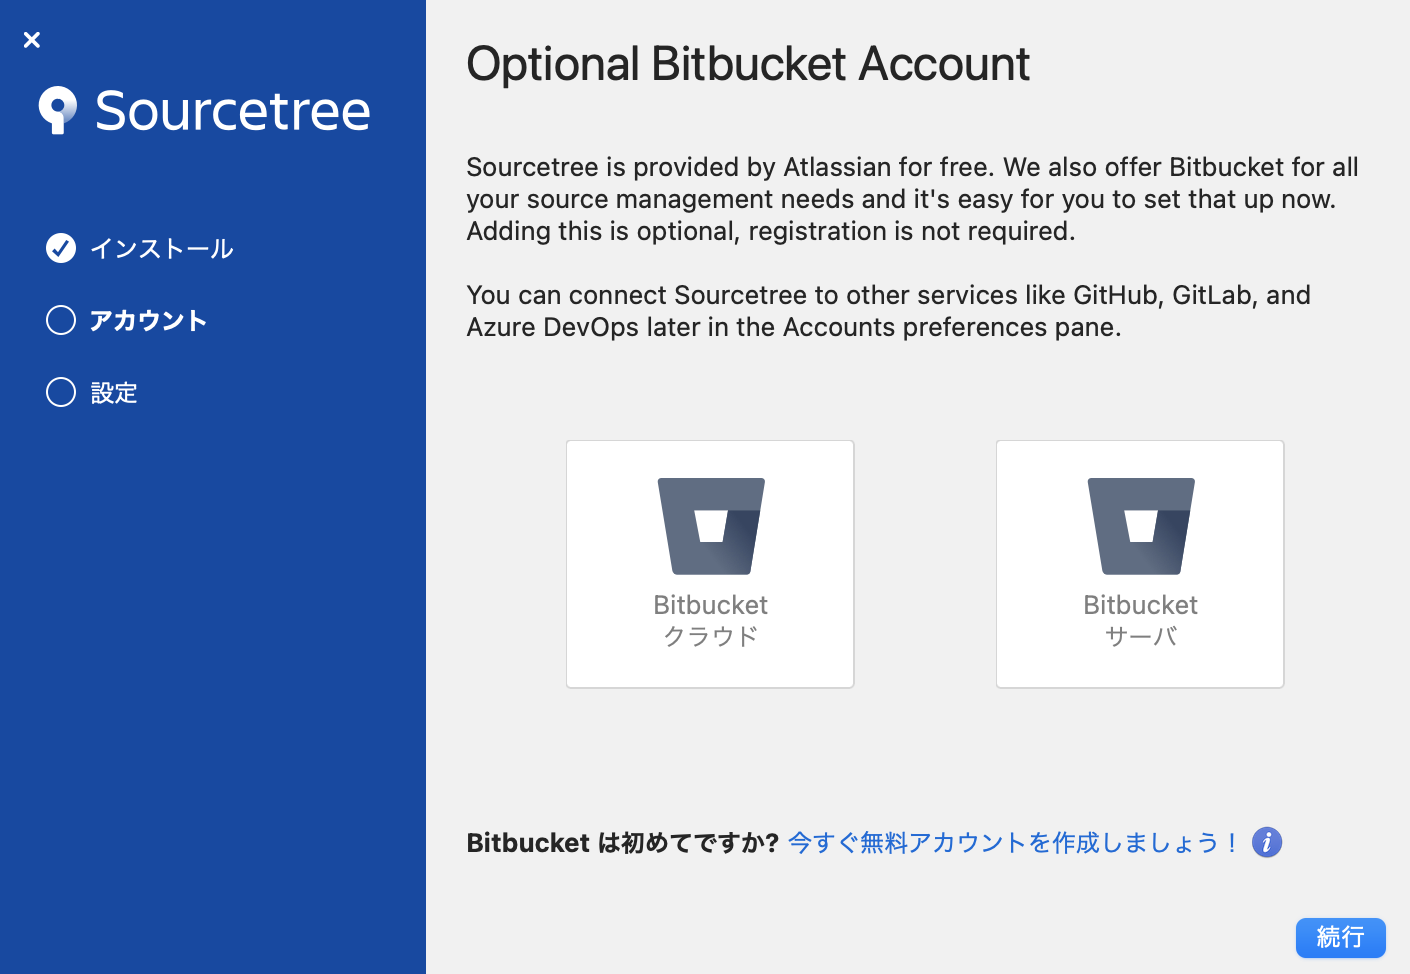 Sourcetree
インストール
アカウント
設定
Optional Bitbucket Account
Sourcetree is provided by Atlassian for free. We also offer Bitbucket for all
your source management needs and it's easy for you to set that up now.
Adding this is optional, registration is not required.
You can connect Sourcetree to other services like GitHub, GitLab, and
Azure DevOps later in the Accounts preferences pane.
Bitbucket
クラウド
Bitbucket
サーバ
Bitbucket は初めてですか? 今すぐ無料アカウントを作成しましょう！
続行